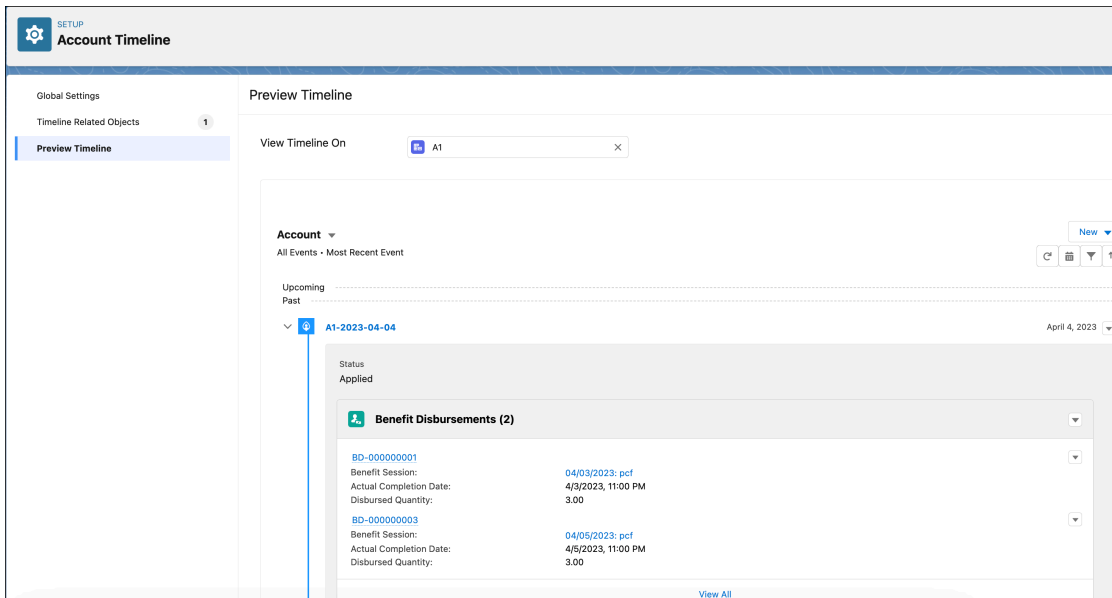 SETUP
Account Timeline
Global Settings
Timeline Related Objects 1
Preview Timeline
Preview Timeline
View Timeline On A1
Account
New
All Events • Most Recent Event
Upcoming
Past
A1-2023-04-04 April 4, 2023
Status
Applied
Benefit Disbursements (2)
BD-000000001
Benefit Session: 04/03/2023: pcf
Actual Completion Date: 4/3/2023, 11:00 PM
Disbursed Quantity: 3.00
BD-000000003
Benefit Session: 04/05/2023: pcf
Actual Completion Date: 4/5/2023, 11:00 PM
Disbursed Quantity: 3.00
View All